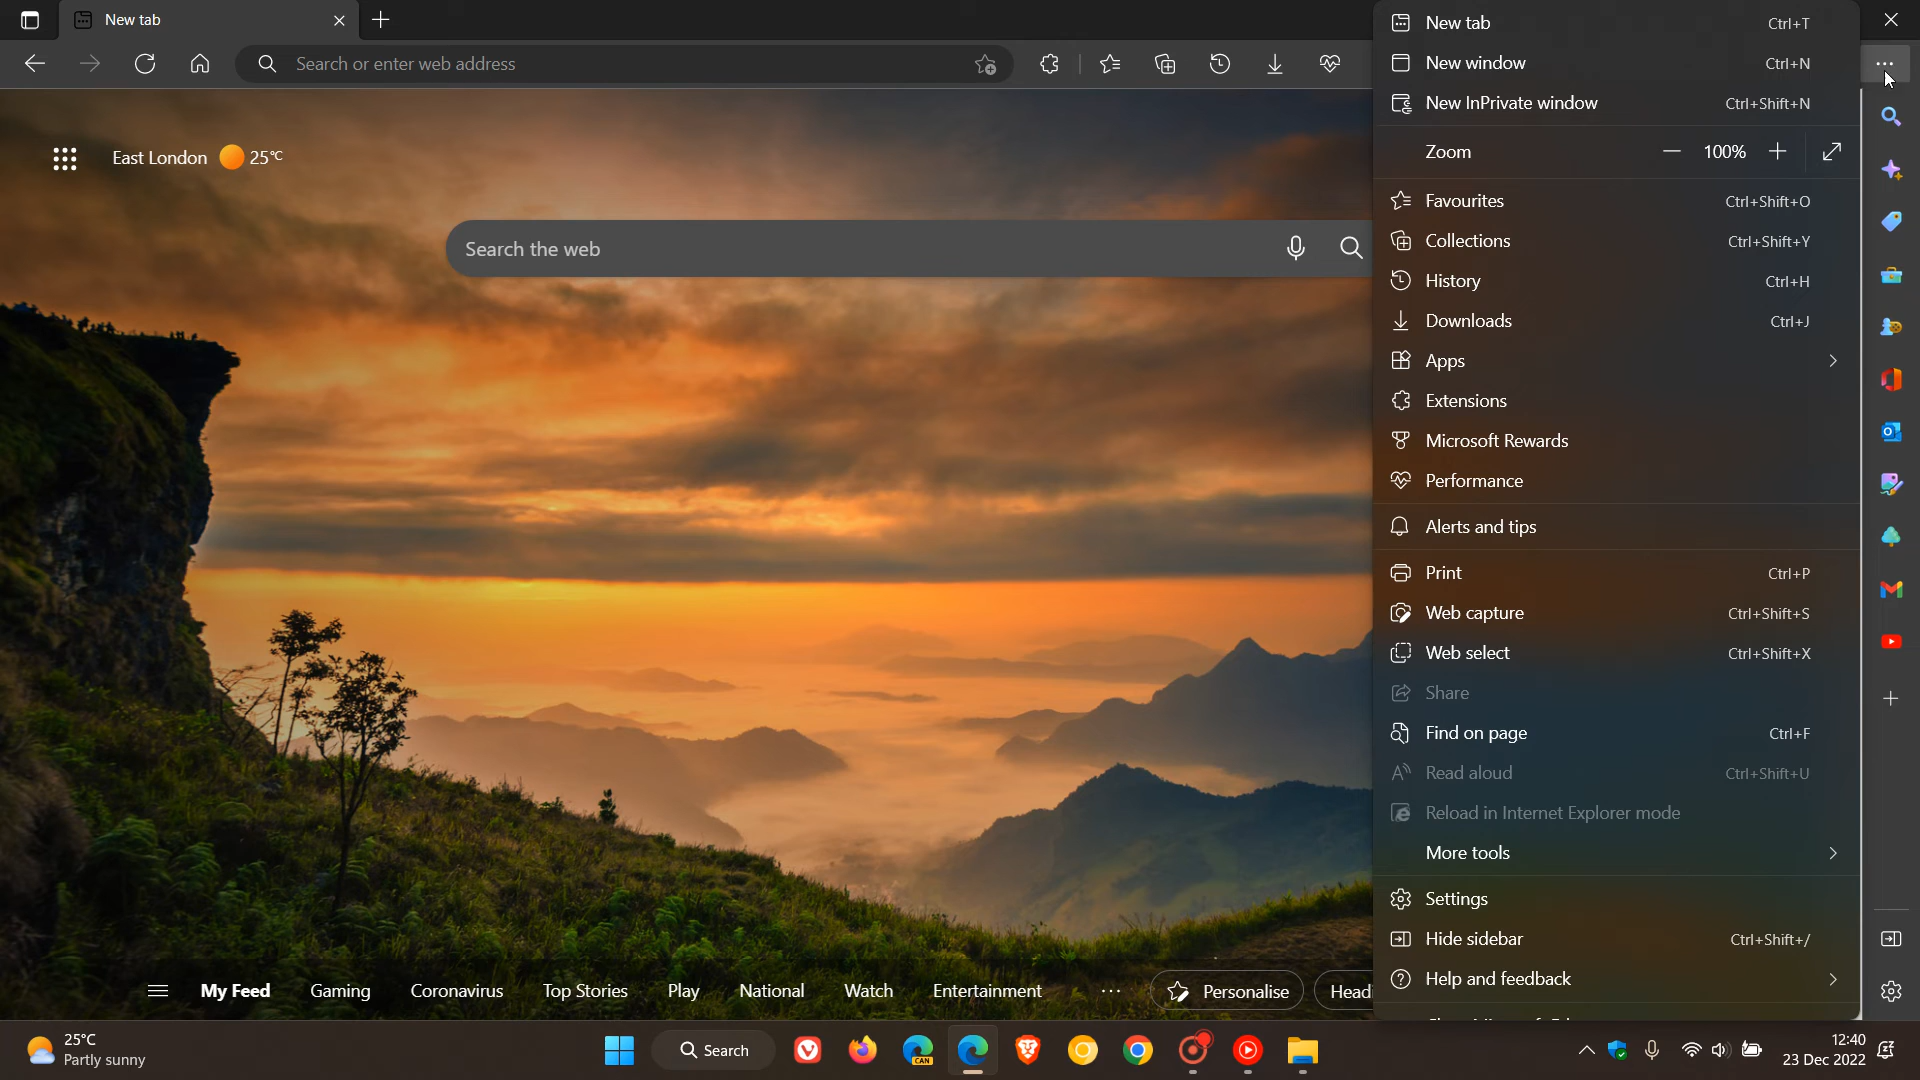 New tab
Search or enter web address
East London 25°C
Search the web
New tab Ctrl+T
New window Ctrl+N
New InPrivate window Ctrl+Shift+N
Zoom 100%
Favourites Ctrl+Shift+O
Collections Ctrl+Shift+Y
History Ctrl+H
Downloads Ctrl+J
Apps
Extensions
Microsoft Rewards
Performance
Alerts and tips
Print Ctrl+P
Web capture Ctrl+Shift+S
Web select Ctrl+Shift+X
Share
Find on page Ctrl+F
Read aloud Ctrl+Shift+U
Reload in Internet Explorer mode
More tools
Settings
Hide sidebar Ctrl+Shift+/
Help and feedback
My Feed Gaming Coronavirus Top Stories Play National Watch Entertainment Personalise Headi
25°C
Partly sunny
Search
CAN
12:40
23 Dec 2022